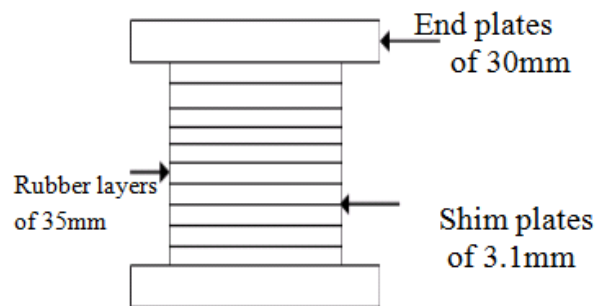 End plates
of 30mm
Rubber layers
of 35mm
Shim plates
of 3.1mm